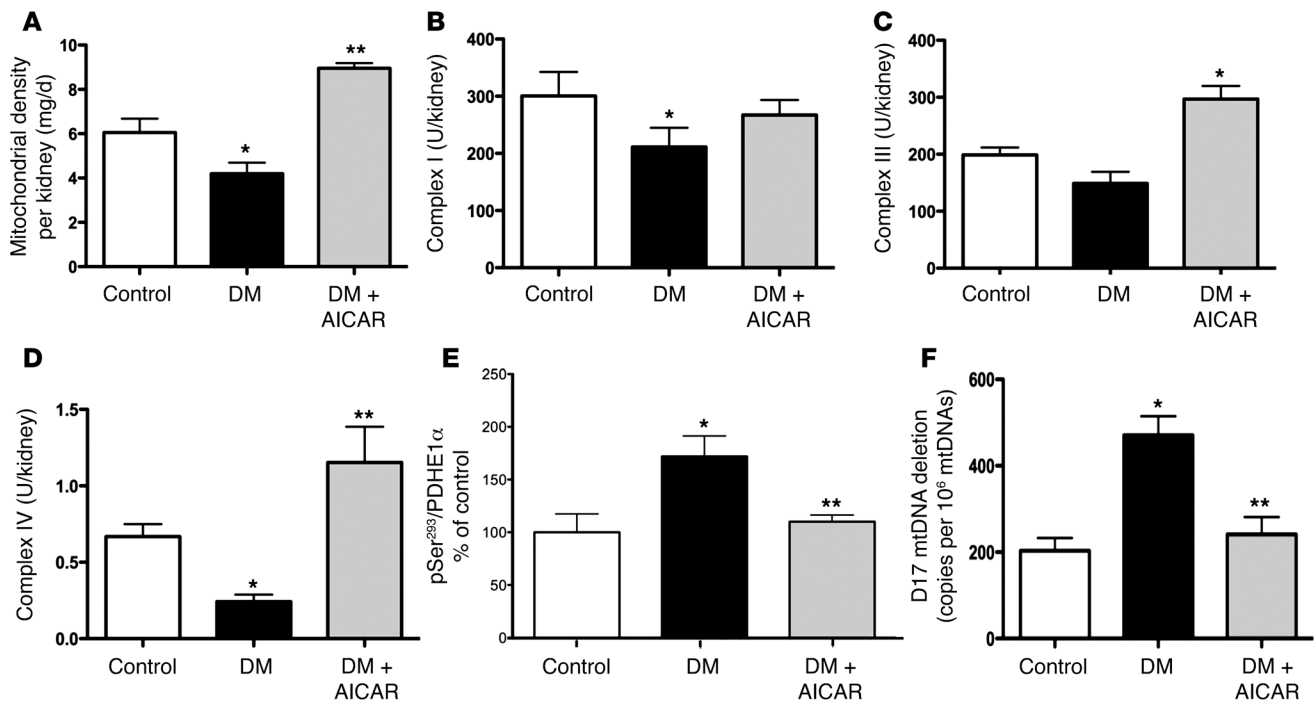 A
Mitochondrial density
per kidney (mg/d)
10
8
6
4
2
0
*
**
Control
DM
DM +
AICAR
B
Complex I (U/kidney)
400
300
200
100
0
*
Control
DM
DM +
AICAR
C
Complex III (U/kidney)
400
300
200
100
0
*
Control
DM
DM +
AICAR
D
Complex IV (U/kidney)
1.5
1.0
0.5
0.0
*
**
Control
DM
DM +
AICAR
E
pSer²⁹³/PDHE1α
% of control
250
200
150
100
50
0
*
**
Control
DM
DM +
AICAR
F
D17 mtDNA deletion
(copies per 10⁶ mtDNAs)
600
400
200
0
*
**
Control
DM
DM +
AICAR